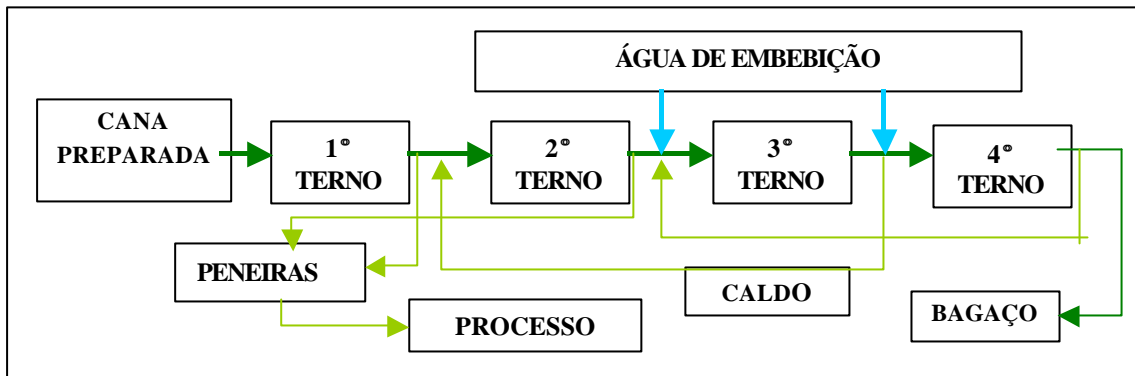 ÁGUA DE EMBEBIÇÃO
CANA
PREPARADA
1º
TERNO
2º
TERNO
3º
TERNO
4º
TERNO
PENEIRAS
CALDO
PROCESSO
BAGAÇO